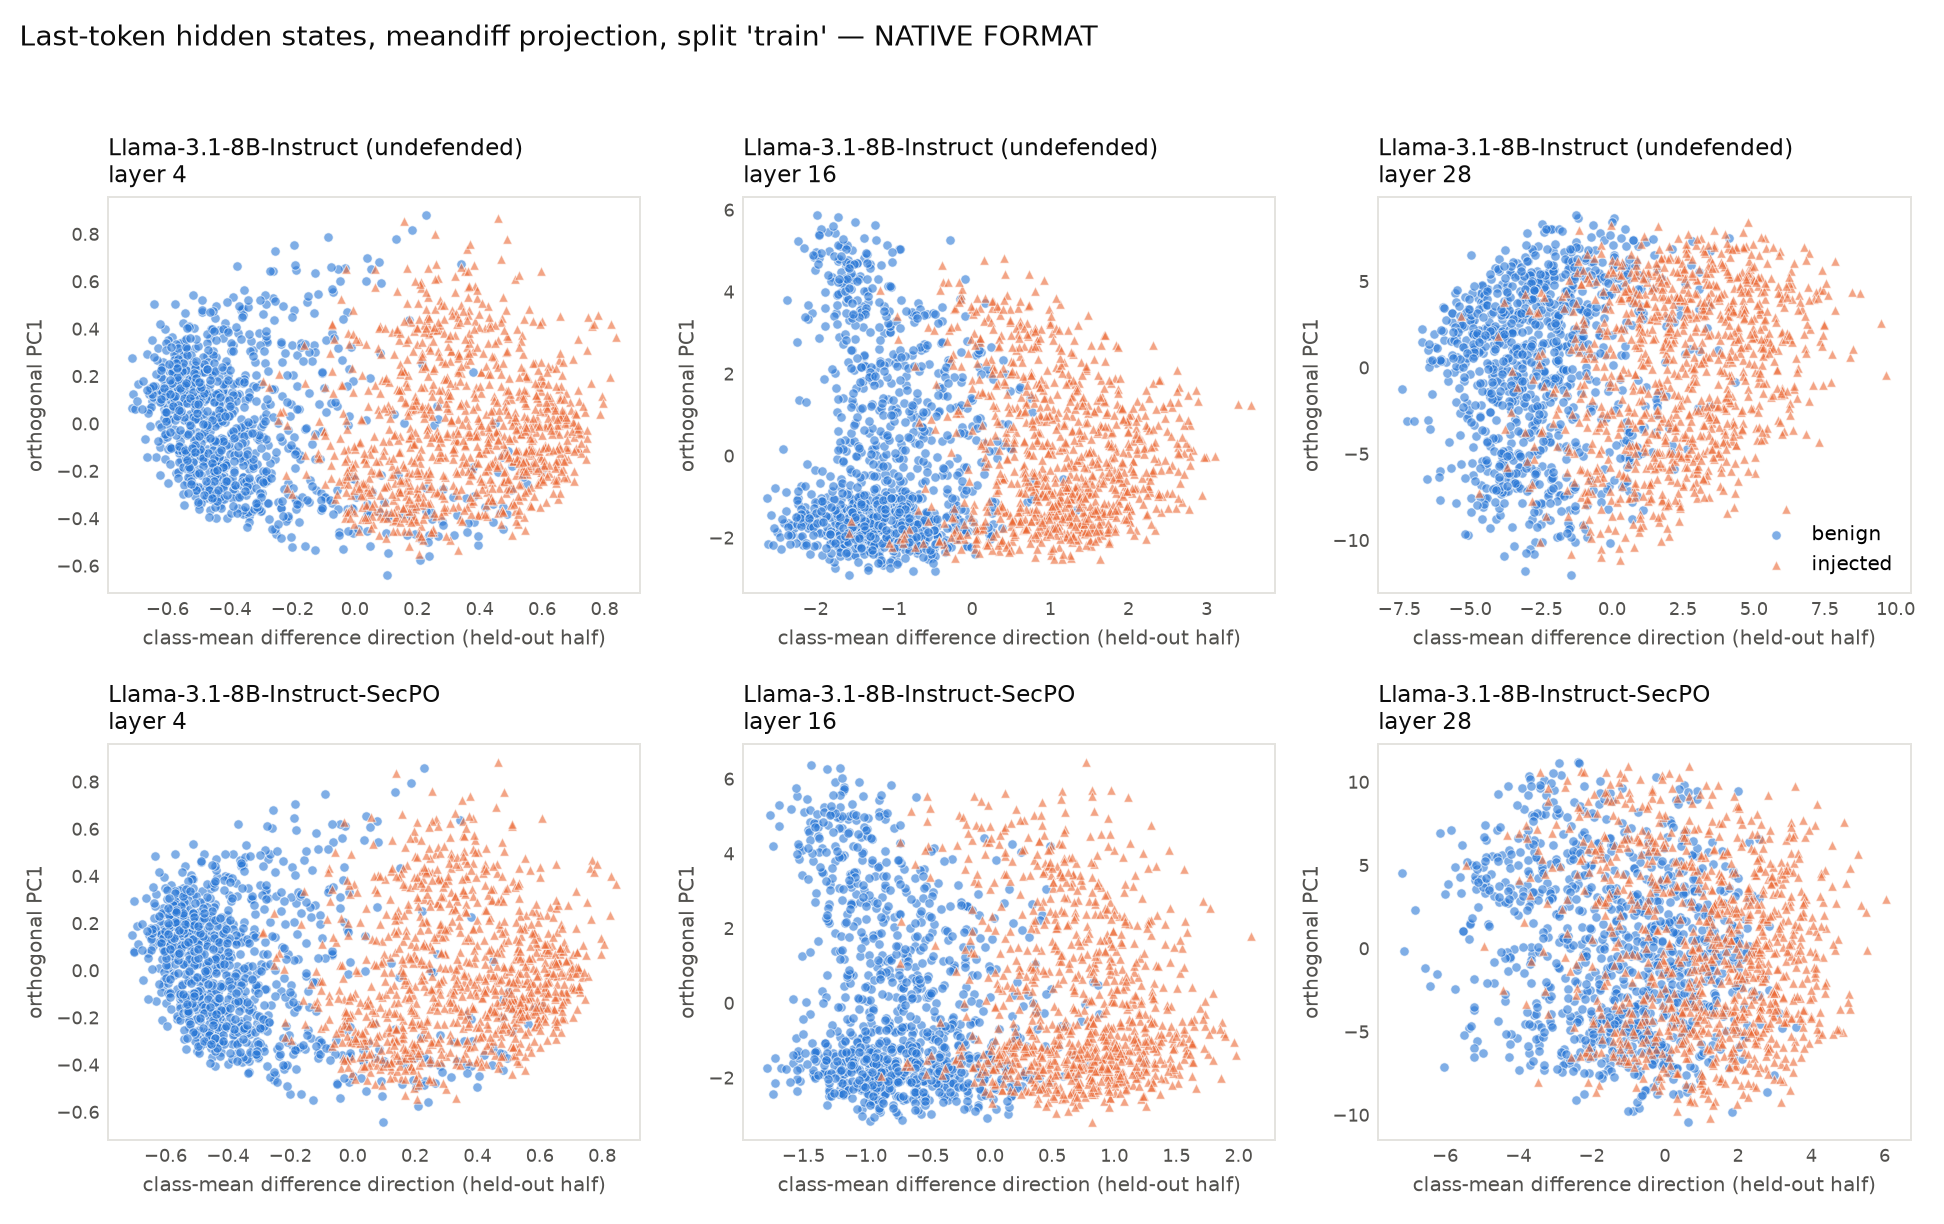 Last-token hidden states, meandiff projection, split 'train' — NATIVE FORMAT
Llama-3.1-8B-Instruct (undefended)
layer 4
orthogonal PC1
0.8
0.6
0.4
0.2
0.0
−0.2
−0.4
−0.6
−0.6 −0.4 −0.2 0.0 0.2 0.4 0.6 0.8
class-mean difference direction (held-out half)
Llama-3.1-8B-Instruct (undefended)
layer 16
orthogonal PC1
6
4
2
0
−2
−2 −1 0 1 2 3
class-mean difference direction (held-out half)
Llama-3.1-8B-Instruct (undefended)
layer 28
orthogonal PC1
5
0
−5
−10
benign
injected
−7.5 −5.0 −2.5 0.0 2.5 5.0 7.5 10.0
class-mean difference direction (held-out half)
Llama-3.1-8B-Instruct-SecPO
layer 4
orthogonal PC1
0.8
0.6
0.4
0.2
0.0
−0.2
−0.4
−0.6
−0.6 −0.4 −0.2 0.0 0.2 0.4 0.6 0.8
class-mean difference direction (held-out half)
Llama-3.1-8B-Instruct-SecPO
layer 16
orthogonal PC1
6
4
2
0
−2
−1.5 −1.0 −0.5 0.0 0.5 1.0 1.5 2.0
class-mean difference direction (held-out half)
Llama-3.1-8B-Instruct-SecPO
layer 28
orthogonal PC1
10
5
0
−5
−10
−6 −4 −2 0 2 4 6
class-mean difference direction (held-out half)